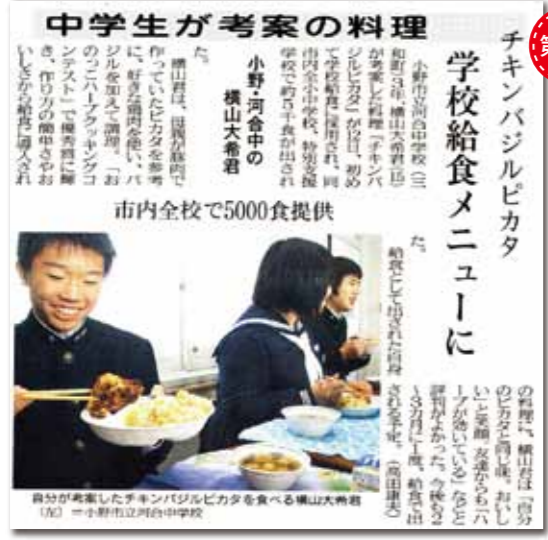 中学生が考案の料理
チキンバジルピカタ
学校給食メニューに
小野・河合中の
横山大希君
市内全校で5000食提供
小野市立河合中学校(三
和町)3年、横山大希君(15)
が考案した料理「チキンバ
ジルピカタ」が12日、初め
て学校給食に採用され、同
市内全小中学校、特別支援
学校で約5千食が出され
た。
横山君は、母親が豚肉で
作っていたピカタを参考
に、好きな鶏肉を使い、バ
ジルを加えて調理。「お
のっこハーブクッキングコ
ンテスト」で優秀賞に輝
き、作り方の簡単さやお
いしさから給食に導入され
た。
給食として出された自身
の料理に、横山君は「自分
のピカタと同じ味。おいし
い」と笑顔。友達からも「ハ
ーブが効いている」などと
評判がよかった。今後も2
~3カ月に1度、給食で出
される予定。(高田康夫)
自分が考案したチキンバジルピカタを食べる横山大希君
(左)=小野市立河合中学校
第